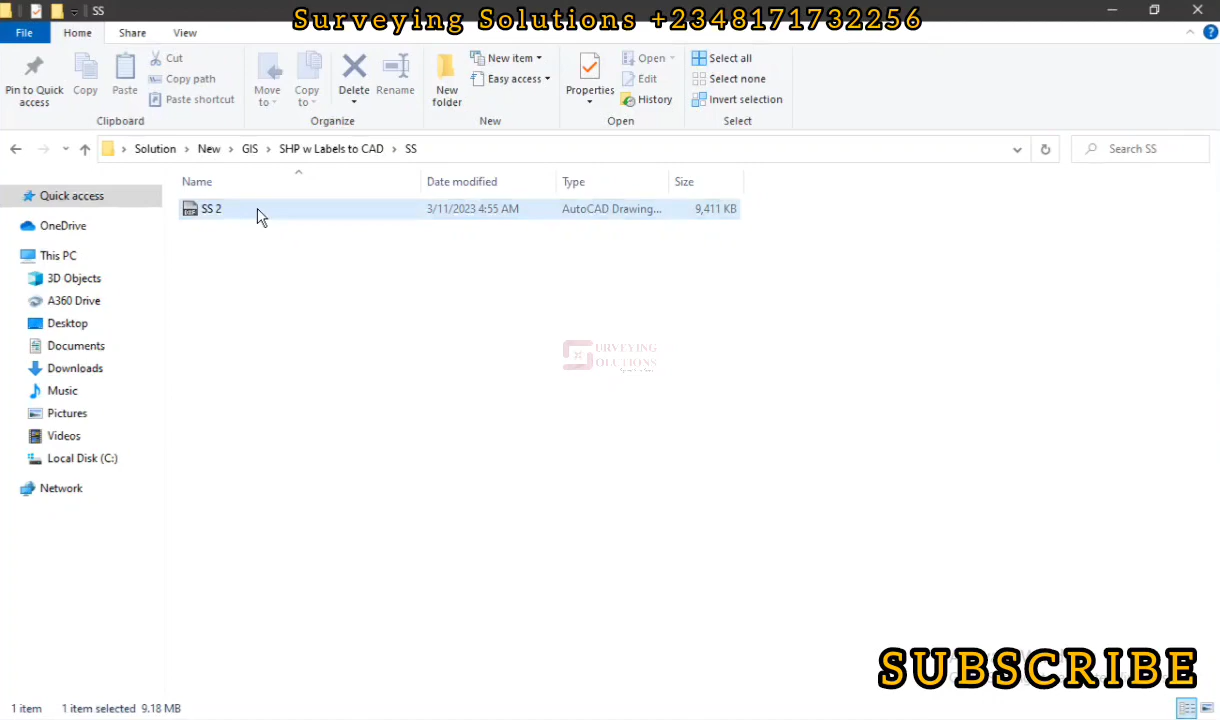 SS
Surveying Solutions +2348171732256
File
Home
Share
View
Pin to Quick access
Copy
Paste
Cut
Copy path
Paste shortcut
Clipboard
Move to
Copy to
Delete
Rename
Organize
New folder
New item
Easy access
New
Properties
Open
Edit
History
Open
Select all
Select none
Invert selection
Select
Solution > New > GIS > SHP w Labels to CAD > SS
Search SS
Name
Date modified
Type
Size
SS 2
3/11/2023 4:55 AM
AutoCAD Drawing...
9,411 KB
Quick access
OneDrive
This PC
3D Objects
A360 Drive
Desktop
Documents
Downloads
Music
Pictures
Videos
Local Disk (C:)
Network
SURVEYING
SOLUTIONS
SUBSCRIBE
1 item
1 item selected 9.18 MB